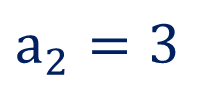 a₂ = 3